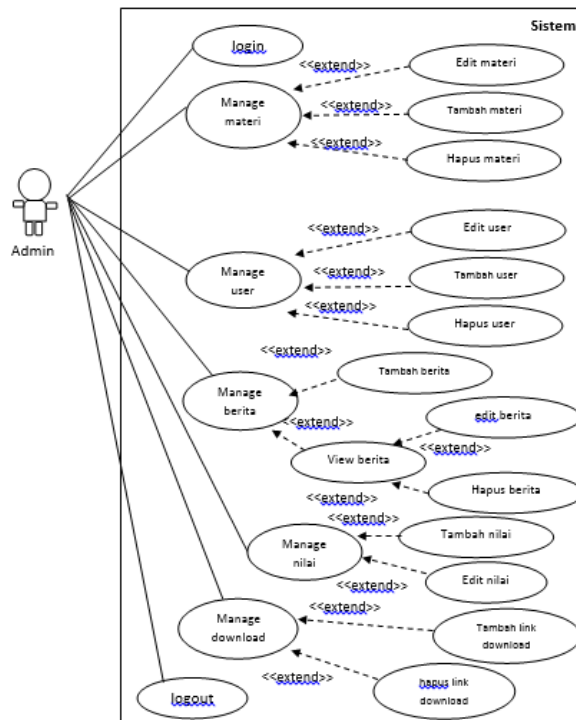 Sistem
login
<<extend>>
Edit materi
Manage
materi
<<extend>>
Tambah materi
<<extend>>
Hapus materi
Admin
<<extend>>
Edit user
Manage
user
<<extend>>
Tambah user
<<extend>>
Hapus user
<<extend>>
Tambah berita
Manage
berita
<<extend>>
edit berita
<<extend>>
View berita
Hapus berita
<<extend>>
<<extend>>
Tambah nilai
Manage
nilai
Edit nilai
<<extend>>
<<extend>>
Manage
download
Tambah link
download
<<extend>>
hapus link
download
logout